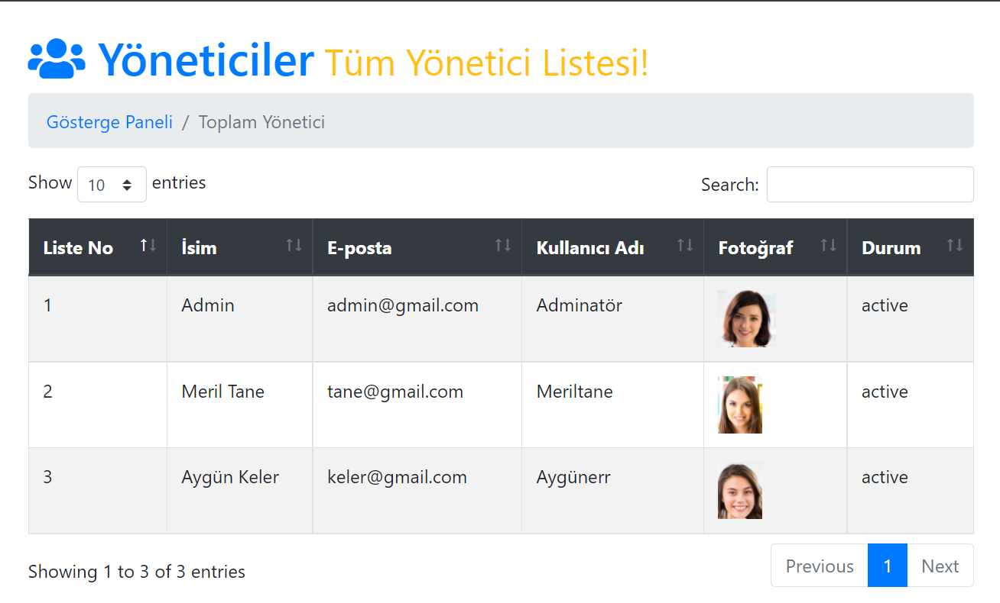 Yöneticiler Tüm Yönetici Listesi!
Gösterge Paneli / Toplam Yönetici
Show 10 entries Search:
Liste No İsim E-posta Kullanıcı Adı Fotoğraf Durum
1 Admin admin@gmail.com Adminatör active
2 Meril Tane tane@gmail.com Meriltane active
3 Aygün Keler keler@gmail.com Aygünerr active
Showing 1 to 3 of 3 entries Previous 1 Next